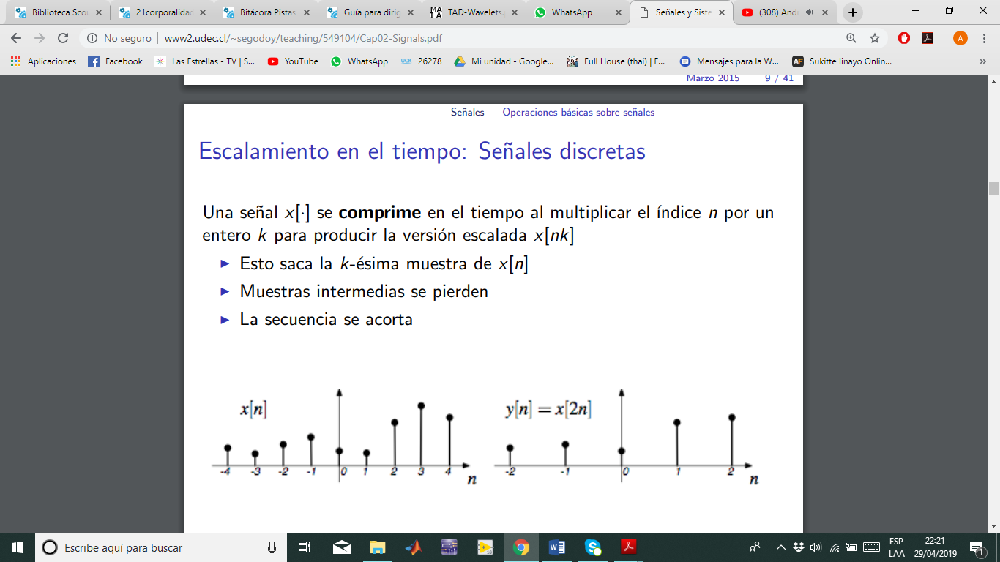 Biblioteca Scou
21corporalidad
Bitácora Pistas
Guía para dirig
TAD-Wavelets.
WhatsApp
Señales y Siste
(308) Andr
No seguro | www2.udec.cl/~segodoy/teaching/549104/Cap02-Signals.pdf
A
Aplicaciones
Facebook
Las Estrellas - TV | S...
YouTube
WhatsApp
UCR 26278
Mi unidad - Google...
Full House (thai) | E...
Mensajes para la W...
AF Sukitte Iinayo Onlin...
»
Marzo 2015 9 / 41
Señales Operaciones básicas sobre señales
Escalamiento en el tiempo: Señales discretas
Una señal x[·] se comprime en el tiempo al multiplicar el índice n por un
entero k para producir la versión escalada x[nk]
Esto saca la k-ésima muestra de x[n]
Muestras intermedias se pierden
La secuencia se acorta
x[n]
-4 -3 -2 -1 0 1 2 3 4
n
y[n] = x[2n]
-2 -1 0 1 2
n
Escribe aquí para buscar
ESP
LAA
22:21
29/04/2019
1